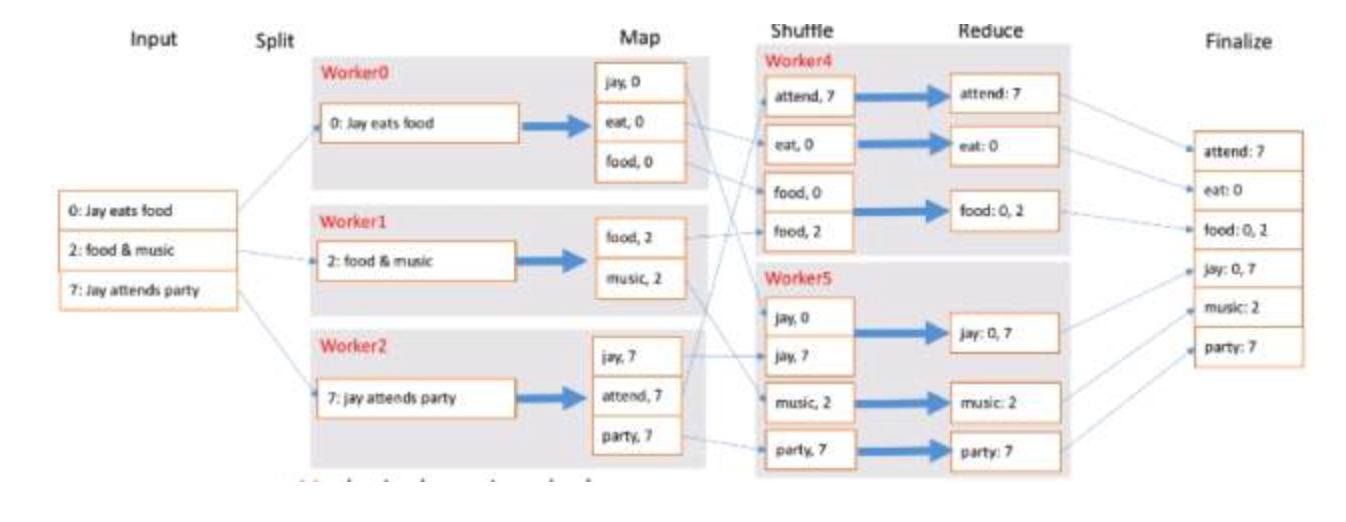 Input
Split
Map
Shuffle
Reduce
Finalize
0: Jay eats food
2: food & music
7: Jay attends party
Worker0
0: Jay eats food
jay, 0
eat, 0
food, 0
Worker1
2: food & music
food, 2
music, 2
Worker2
7: jay attends party
jay, 7
attend, 7
party, 7
Worker4
attend, 7
eat, 0
food, 0
food, 2
attend: 7
eat: 0
food: 0, 2
Worker5
jay, 0
jay, 7
music, 2
party, 7
jay: 0, 7
music: 2
party: 7
attend: 7
eat: 0
food: 0, 2
jay: 0, 7
music: 2
party: 7